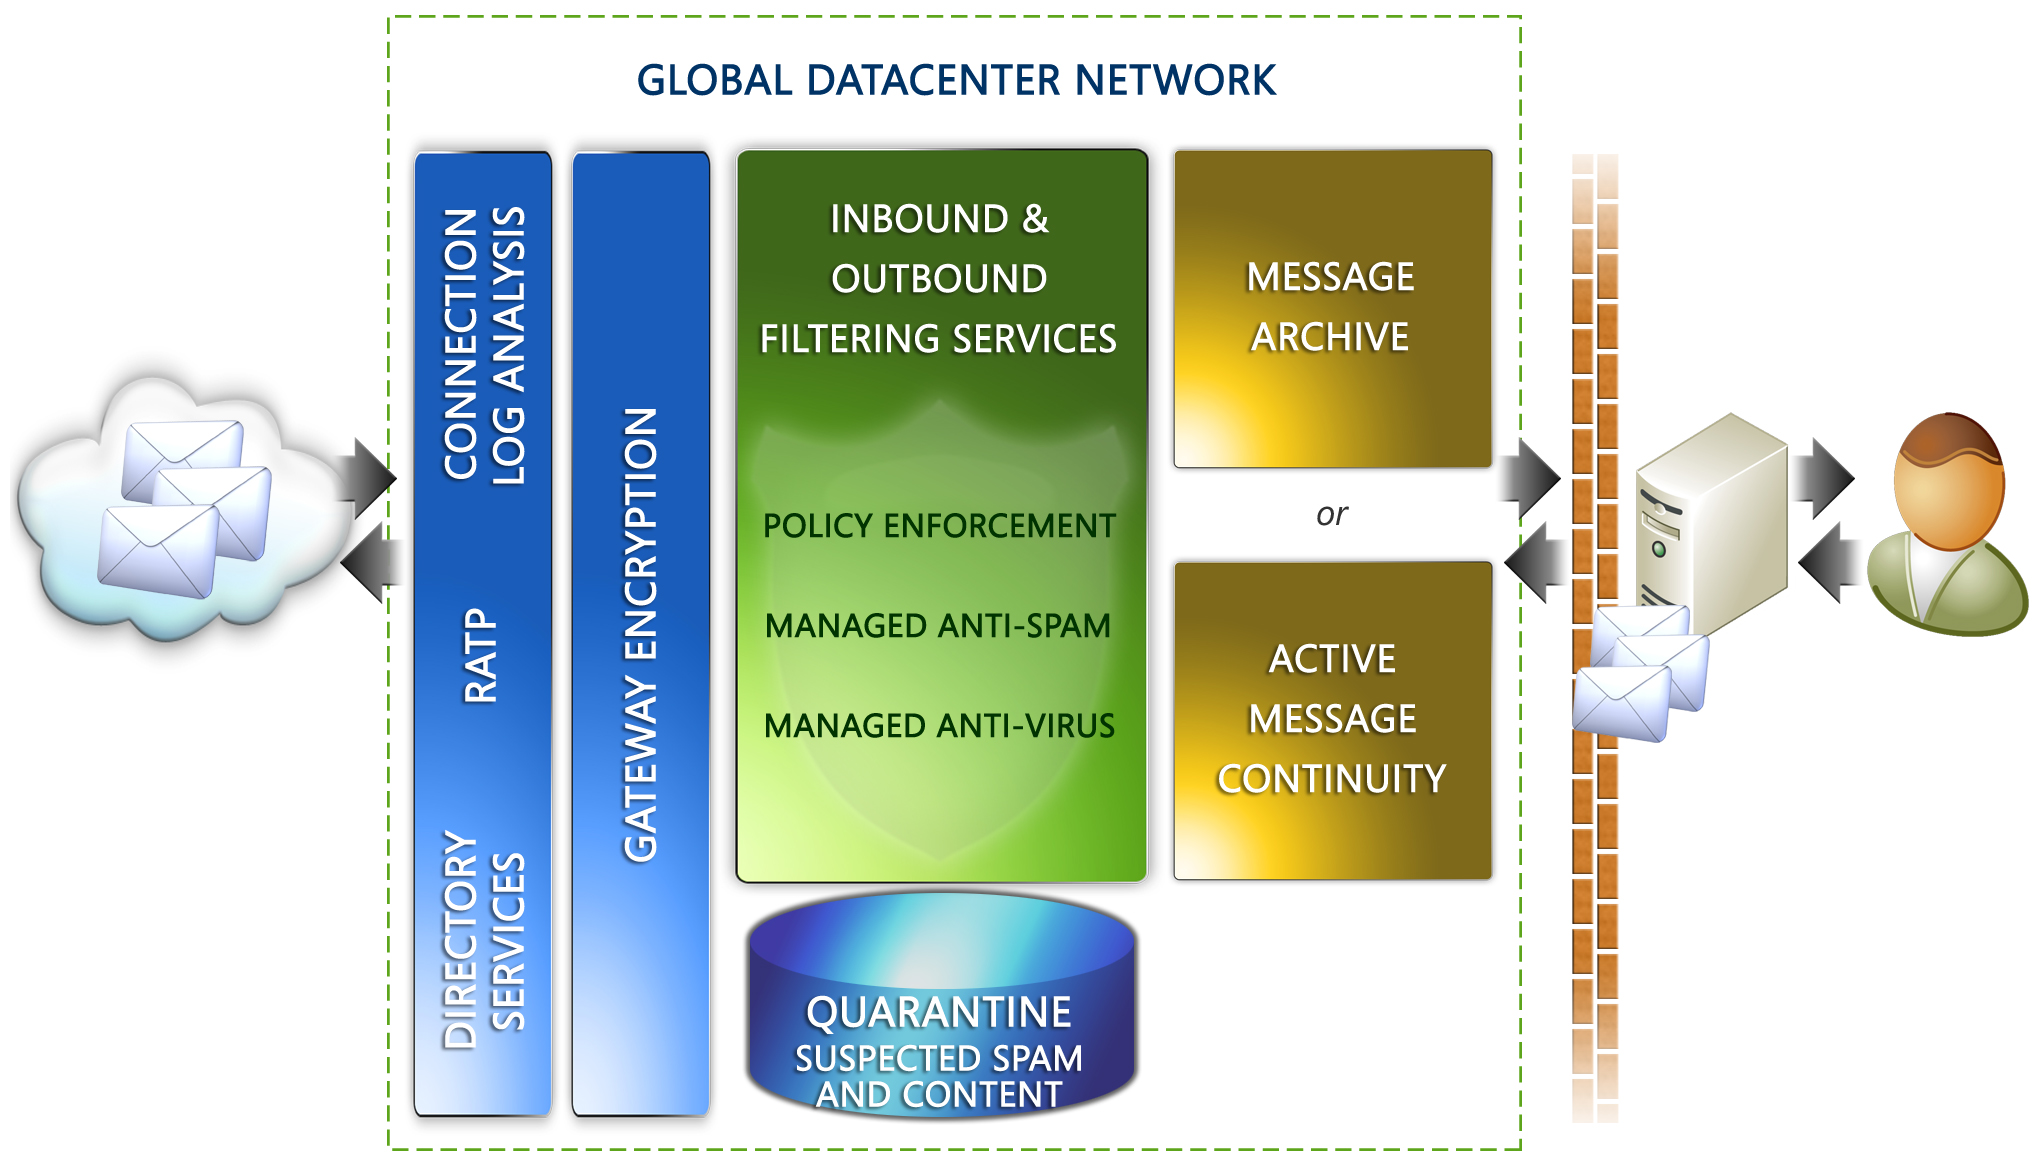 GLOBAL DATACENTER NETWORK
CONNECTION
LOG ANALYSIS
RATP
DIRECTORY
SERVICES
GATEWAY ENCRYPTION
INBOUND &
OUTBOUND
FILTERING SERVICES
POLICY ENFORCEMENT
MANAGED ANTI-SPAM
MANAGED ANTI-VIRUS
QUARANTINE
SUSPECTED SPAM
AND CONTENT
MESSAGE
ARCHIVE
or
ACTIVE
MESSAGE
CONTINUITY